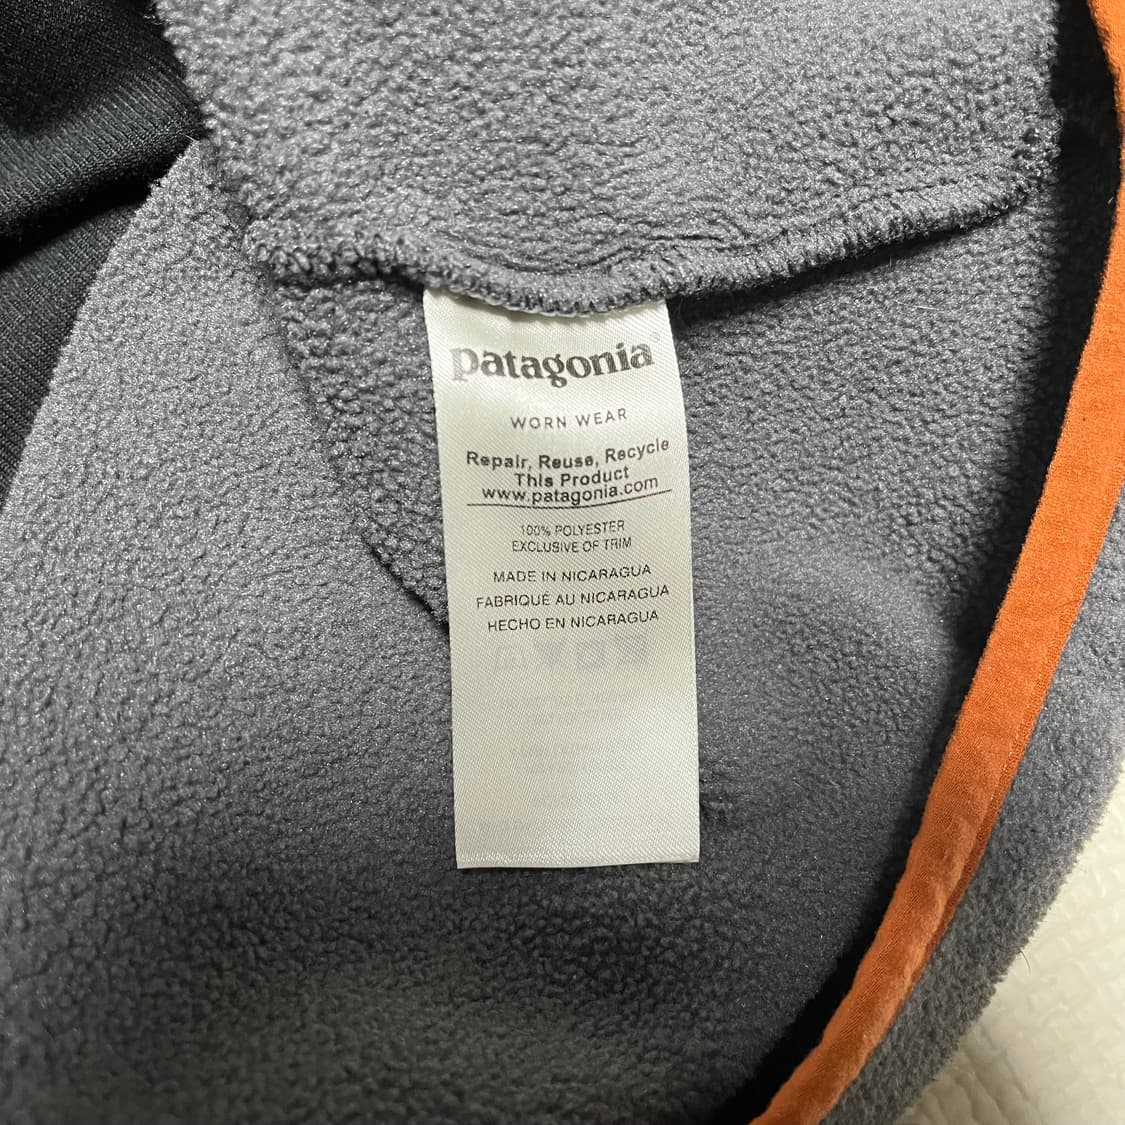 patagonia®
WORN WEAR
Repair, Reuse, Recycle
This Product
www.patagonia.com
100% POLYESTER
EXCLUSIVE OF TRIM
MADE IN NICARAGUA
FABRIQUÉ AU NICARAGUA
HECHO EN NICARAGUA